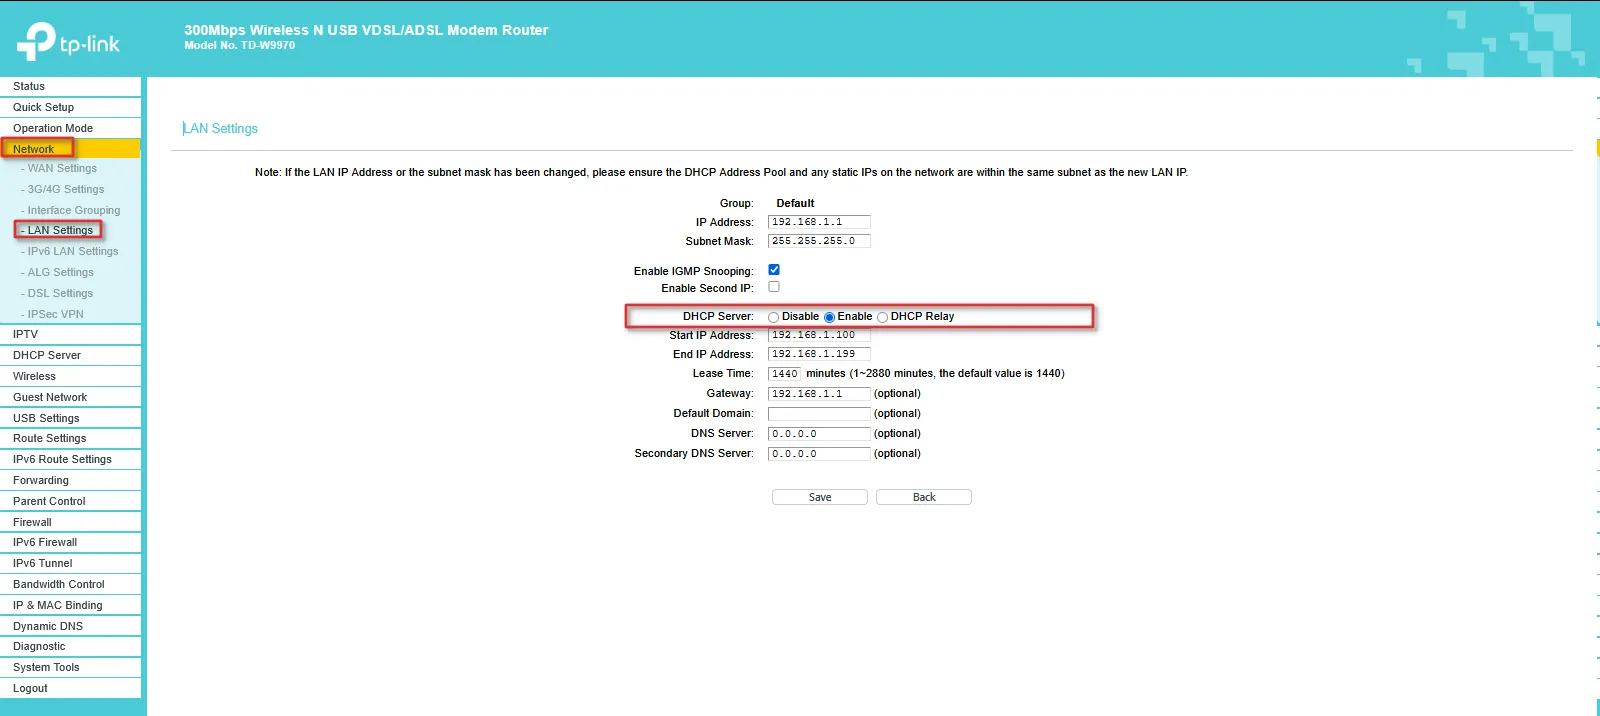 tp-link
300Mbps Wireless N USB VDSL/ADSL Modem Router
Model No. TD-W9970
Status
Quick Setup
Operation Mode
Network
- WAN Settings
- 3G/4G Settings
- Interface Grouping
- LAN Settings
- IPv6 LAN Settings
- ALG Settings
- DSL Settings
- IPSec VPN
IPTV
DHCP Server
Wireless
Guest Network
USB Settings
Route Settings
IPv6 Route Settings
Forwarding
Parent Control
Firewall
IPv6 Firewall
IPv6 Tunnel
Bandwidth Control
IP & MAC Binding
Dynamic DNS
Diagnostic
System Tools
Logout
LAN Settings
Note: If the LAN IP Address or the subnet mask has been changed, please ensure the DHCP Address Pool and any static IPs on the network are within the same subnet as the new LAN IP.
Group: Default
IP Address: 192.168.1.1
Subnet Mask: 255.255.255.0
Enable IGMP Snooping:
Enable Second IP:
DHCP Server: Disable Enable DHCP Relay
Start IP Address: 192.168.1.100
End IP Address: 192.168.1.199
Lease Time: 1440 minutes (1~2880 minutes, the default value is 1440)
Gateway: 192.168.1.1 (optional)
Default Domain: (optional)
DNS Server: 0.0.0.0 (optional)
Secondary DNS Server: 0.0.0.0 (optional)
Save Back